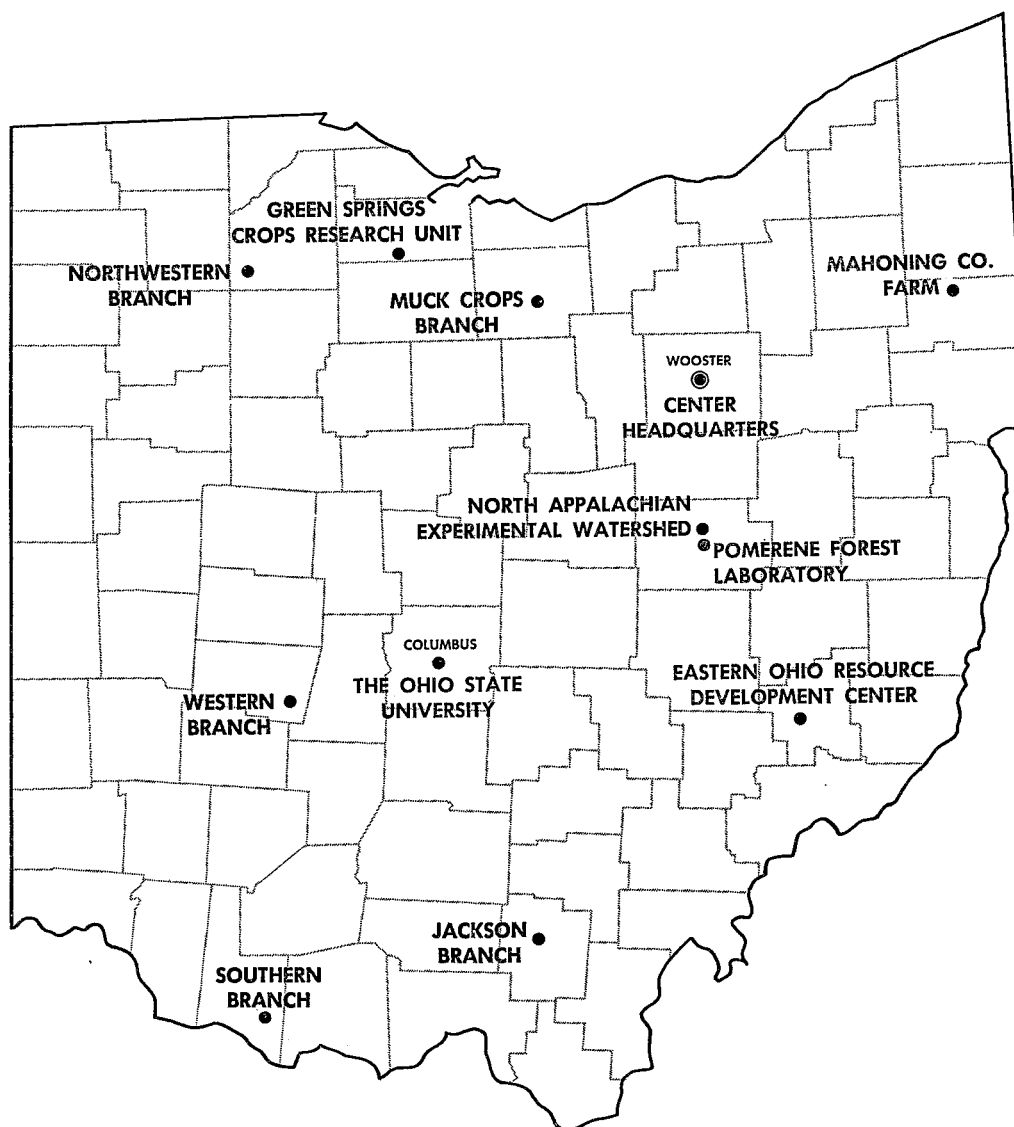 GREEN SPRINGS
CROPS RESEARCH UNIT
NORTHWESTERN
BRANCH
MUCK CROPS
BRANCH
MAHONING CO.
FARM
WOOSTER
CENTER
HEADQUARTERS
NORTH APPALACHIAN
EXPERIMENTAL WATERSHED
POMERENE FOREST
LABORATORY
COLUMBUS
THE OHIO STATE
UNIVERSITY
EASTERN OHIO RESOURCE
DEVELOPMENT CENTER
WESTERN
BRANCH
JACKSON
BRANCH
SOUTHERN
BRANCH